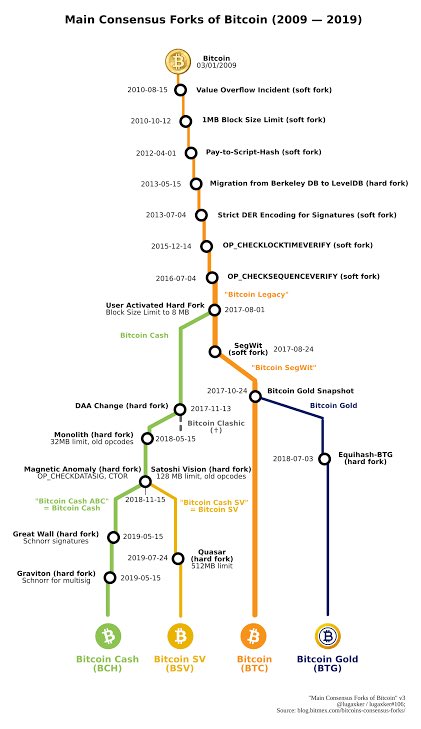 Main Consensus Forks of Bitcoin (2009 — 2019)
Bitcoin
03/01/2009
2010-08-15 Value Overflow Incident (soft fork)
2010-10-12 1MB Block Size Limit (soft fork)
2012-04-01 Pay-to-Script-Hash (soft fork)
2013-05-15 Migration from Berkeley DB to LevelDB (hard fork)
2013-07-04 Strict DER Encoding for Signatures (soft fork)
2015-12-14 OP_CHECKLOCKTIMEVERIFY (soft fork)
2016-07-04 OP_CHECKSEQUENCEVERIFY (soft fork)
"Bitcoin Legacy"
User Activated Hard Fork
Block Size Limit to 8 MB
2017-08-01
Bitcoin Cash
SegWit
(soft fork)
2017-08-24
"Bitcoin SegWit"
2017-10-24 Bitcoin Gold Snapshot
Bitcoin Gold
DAA Change (hard fork) 2017-11-13
Bitcoin Clashic
(†)
Monolith (hard fork)
32MB limit, old opcodes
2018-05-15
2018-07-03 Equihash-BTG
(hard fork)
Magnetic Anomaly (hard fork)
OP_CHECKDATASIG, CTOR
Satoshi Vision (hard fork)
128 MB limit, old opcodes
2018-11-15
"Bitcoin Cash ABC"
= Bitcoin Cash
"Bitcoin Cash SV"
= Bitcoin SV
Great Wall (hard fork)
Schnorr signatures
2019-05-15
2019-07-24 Quasar
(hard fork)
512MB limit
Graviton (hard fork)
Schnorr for multisig
2019-05-15
Bitcoin Cash
(BCH)
Bitcoin SV
(BSV)
Bitcoin
(BTC)
Bitcoin Gold
(BTG)
"Main Consensus Forks of Bitcoin" v3
@lugaxker / lugaxker#106;
Source: blog.bitmex.com/bitcoins-consensus-forks/